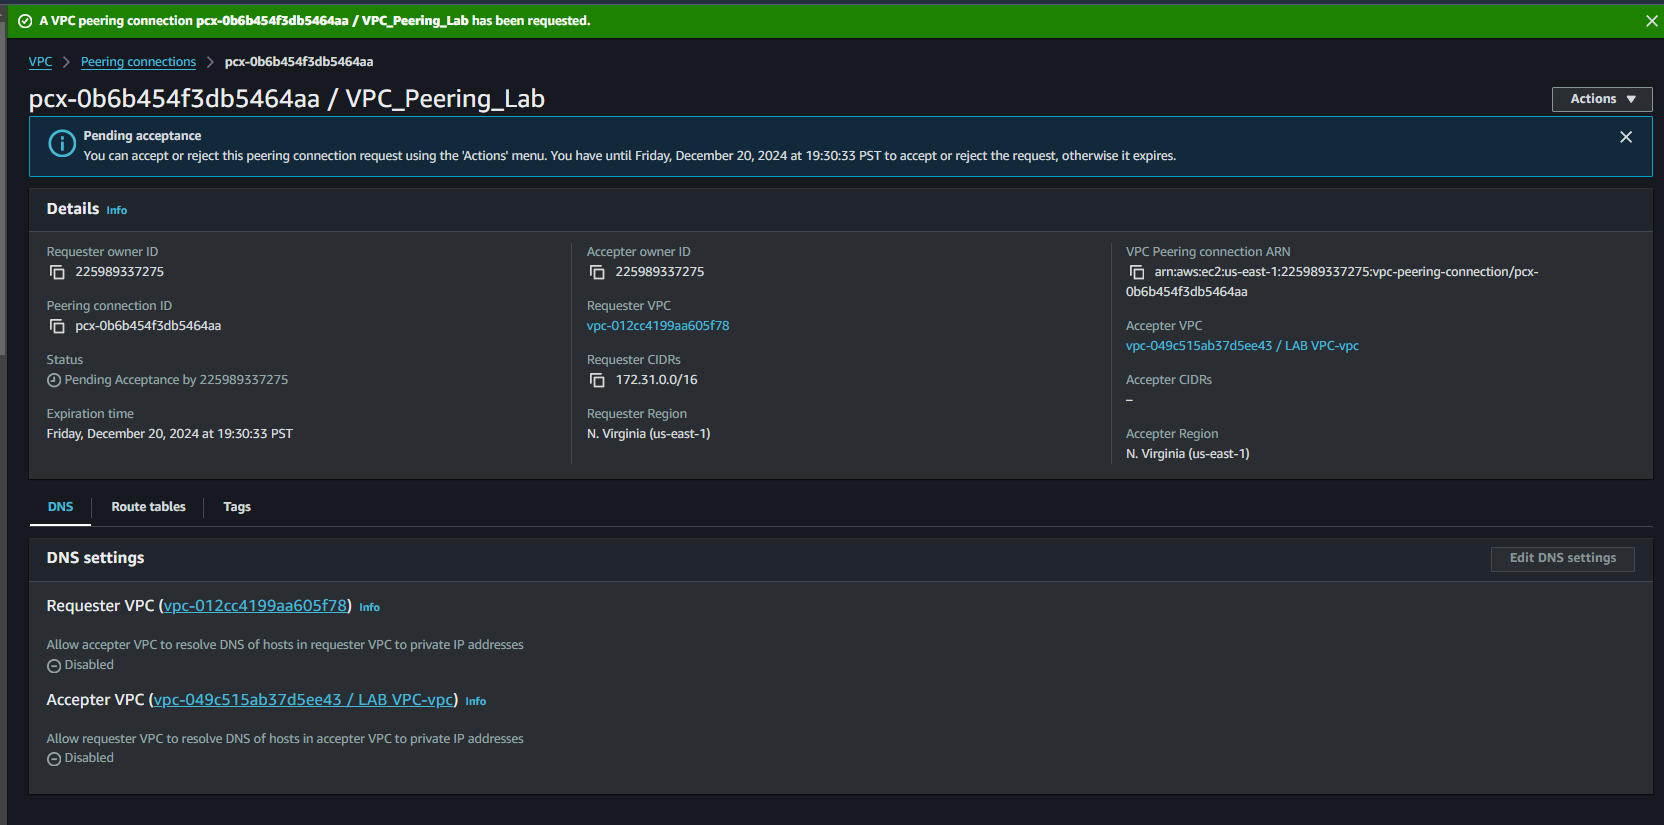 A VPC peering connection pcx-0b6b454f3db5464aa / VPC_Peering_Lab has been requested.
VPC > Peering connections > pcx-0b6b454f3db5464aa
pcx-0b6b454f3db5464aa / VPC_Peering_Lab
Actions
Pending acceptance
You can accept or reject this peering connection request using the 'Actions' menu. You have until Friday, December 20, 2024 at 19:30:33 PST to accept or reject the request, otherwise it expires.
Details Info
Requester owner ID
225989337275
Peering connection ID
pcx-0b6b454f3db5464aa
Status
Pending Acceptance by 225989337275
Expiration time
Friday, December 20, 2024 at 19:30:33 PST
Accepter owner ID
225989337275
Requester VPC
vpc-012cc4199aa605f78
Requester CIDRs
172.31.0.0/16
Requester Region
N. Virginia (us-east-1)
VPC Peering connection ARN
arn:aws:ec2:us-east-1:225989337275:vpc-peering-connection/pcx-
0b6b454f3db5464aa
Accepter VPC
vpc-049c515ab37d5ee43 / LAB VPC-vpc
Accepter CIDRs
–
Accepter Region
N. Virginia (us-east-1)
DNS
Route tables
Tags
DNS settings
Edit DNS settings
Requester VPC (vpc-012cc4199aa605f78) Info
Allow accepter VPC to resolve DNS of hosts in requester VPC to private IP addresses
Disabled
Accepter VPC (vpc-049c515ab37d5ee43 / LAB VPC-vpc) Info
Allow requester VPC to resolve DNS of hosts in accepter VPC to private IP addresses
Disabled